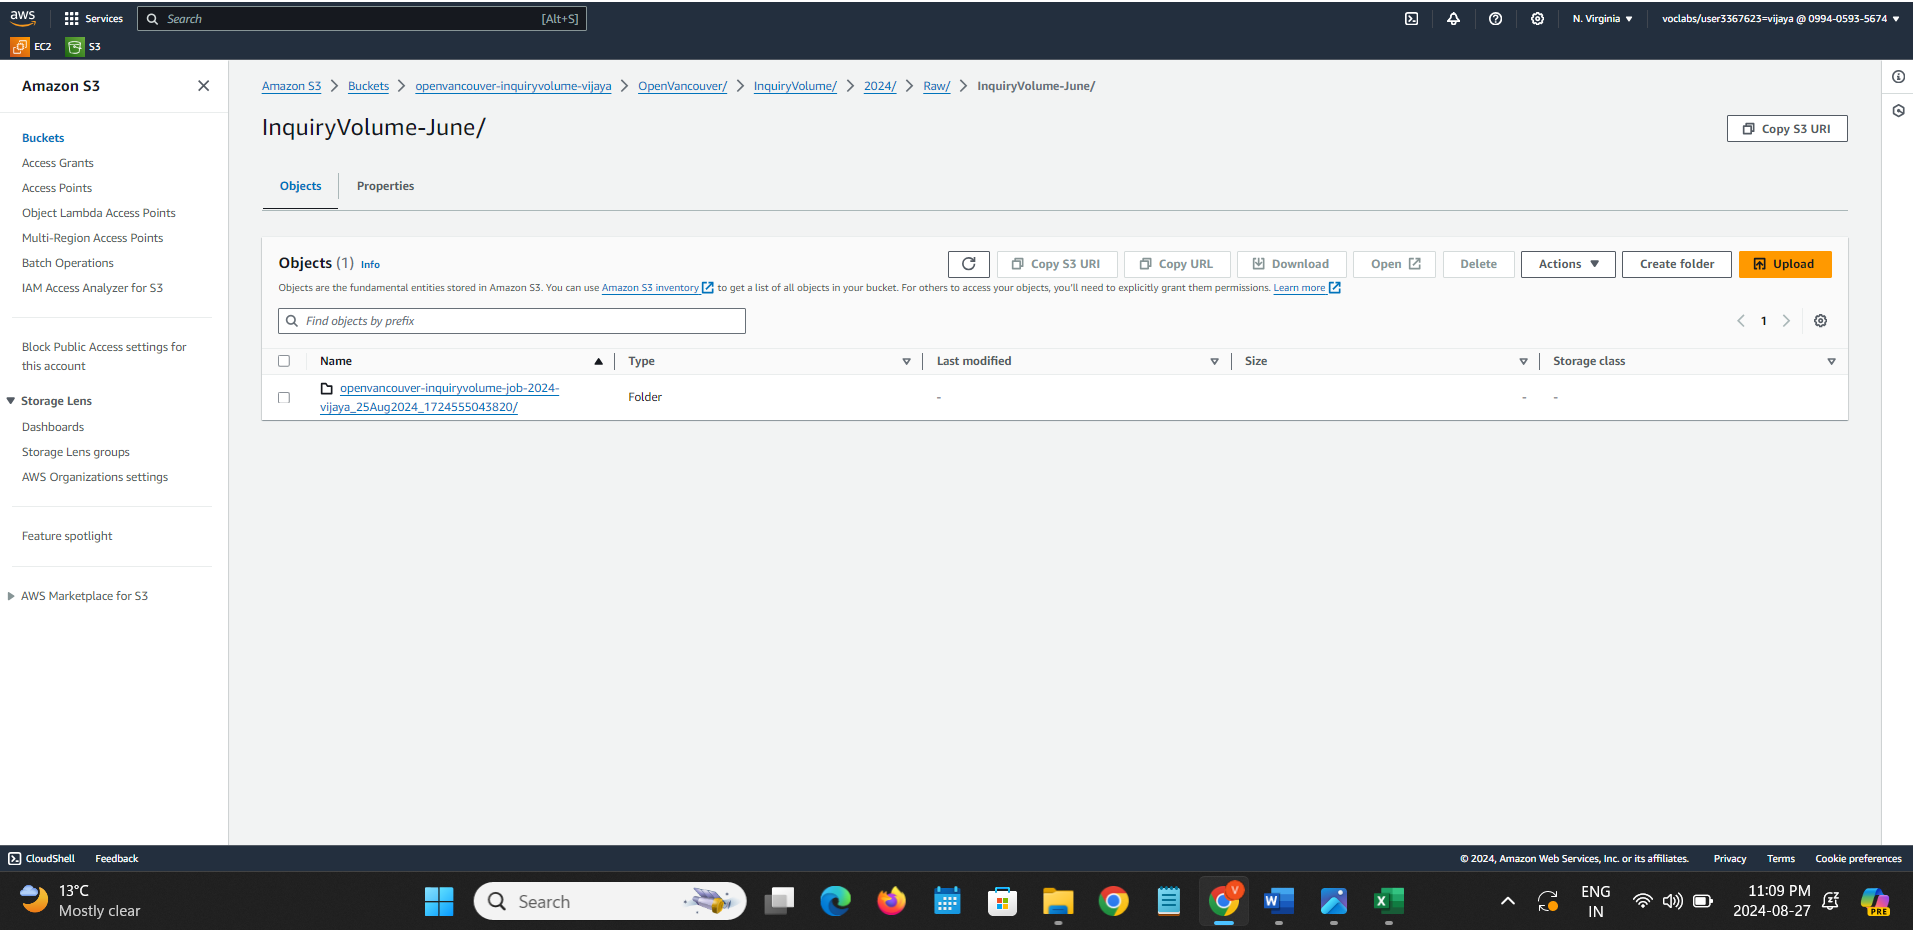 aws
Services
Search
[Alt+S]
N. Virginia
voclabs/user3367623=vijaya @ 0994-0593-5674
EC2
S3
Amazon S3
Buckets
Access Grants
Access Points
Object Lambda Access Points
Multi-Region Access Points
Batch Operations
IAM Access Analyzer for S3
Block Public Access settings for
this account
Storage Lens
Dashboards
Storage Lens groups
AWS Organizations settings
Feature spotlight
AWS Marketplace for S3
Amazon S3 > Buckets > openvancouver-inquiryvolume-vijaya > OpenVancouver/ > InquiryVolume/ > 2024/ > Raw/ > InquiryVolume-June/
InquiryVolume-June/
Copy S3 URI
Objects
Properties
Objects (1) Info
Copy S3 URI
Copy URL
Download
Open
Delete
Actions
Create folder
Upload
Objects are the fundamental entities stored in Amazon S3. You can use Amazon S3 inventory to get a list of all objects in your bucket. For others to access your objects, you'll need to explicitly grant them permissions. Learn more
Find objects by prefix
1
Name
Type
Last modified
Size
Storage class
openvancouver-inquiryvolume-job-2024-
vijaya_25Aug2024_1724555043820/
Folder
-
-
-
CloudShell
Feedback
© 2024, Amazon Web Services, Inc. or its affiliates.
Privacy
Terms
Cookie preferences
13°C
Mostly clear
Search
V
W
X
ENG
IN
11:09 PM
2024-08-27
PRE